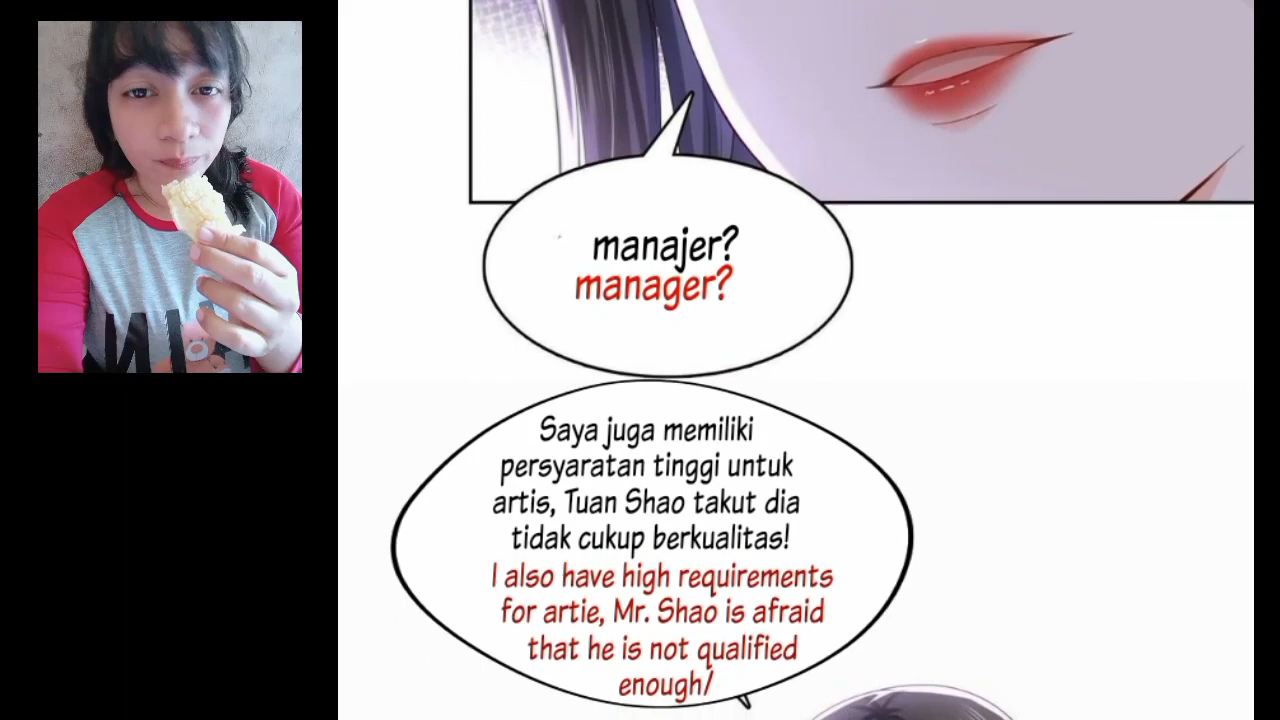 manajer?
manager?
Saya juga memiliki
persyaratan tinggi untuk
artis, Tuan Shao takut dia
tidak cukup berkualitas!
I also have high requirements
for artie, Mr. Shao is afraid
that he is not qualified
enough/